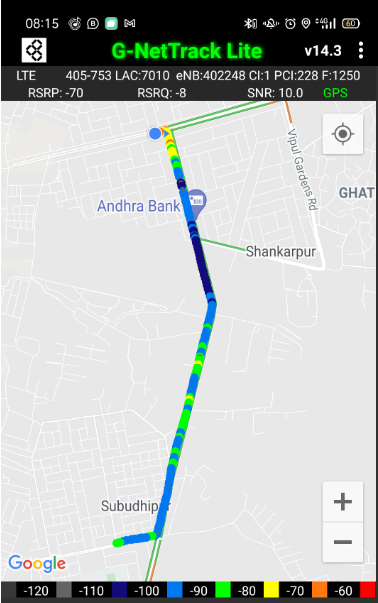 08:15 60
G-NetTrack Lite v14.3
LTE 405-753 LAC:7010 eNB:402248 CI:1 PCI:228 F:1250
RSRP: -70 RSRQ: -8 SNR: 10.0 GPS
Vipul Gardens Rd
GHAT
Andhra Bank
Shankarpur
Subudhipur
+
−
Google
-120 -110 -100 -90 -80 -70 -60